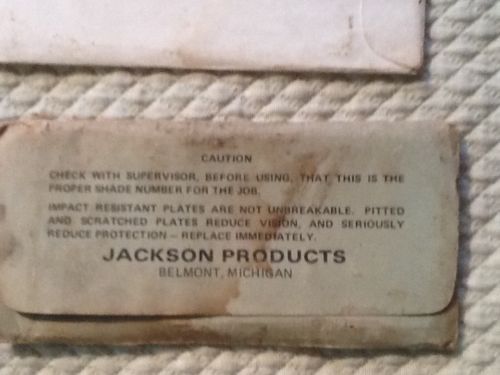 CAUTION
CHECK WITH SUPERVISOR, BEFORE USING, THAT THIS IS THE
PROPER SHADE NUMBER FOR THE JOB.
IMPACT RESISTANT PLATES ARE NOT UNBREAKABLE. PITTED
AND SCRATCHED PLATES REDUCE VISION, AND SERIOUSLY
REDUCE PROTECTION — REPLACE IMMEDIATELY.
JACKSON PRODUCTS
BELMONT, MICHIGAN